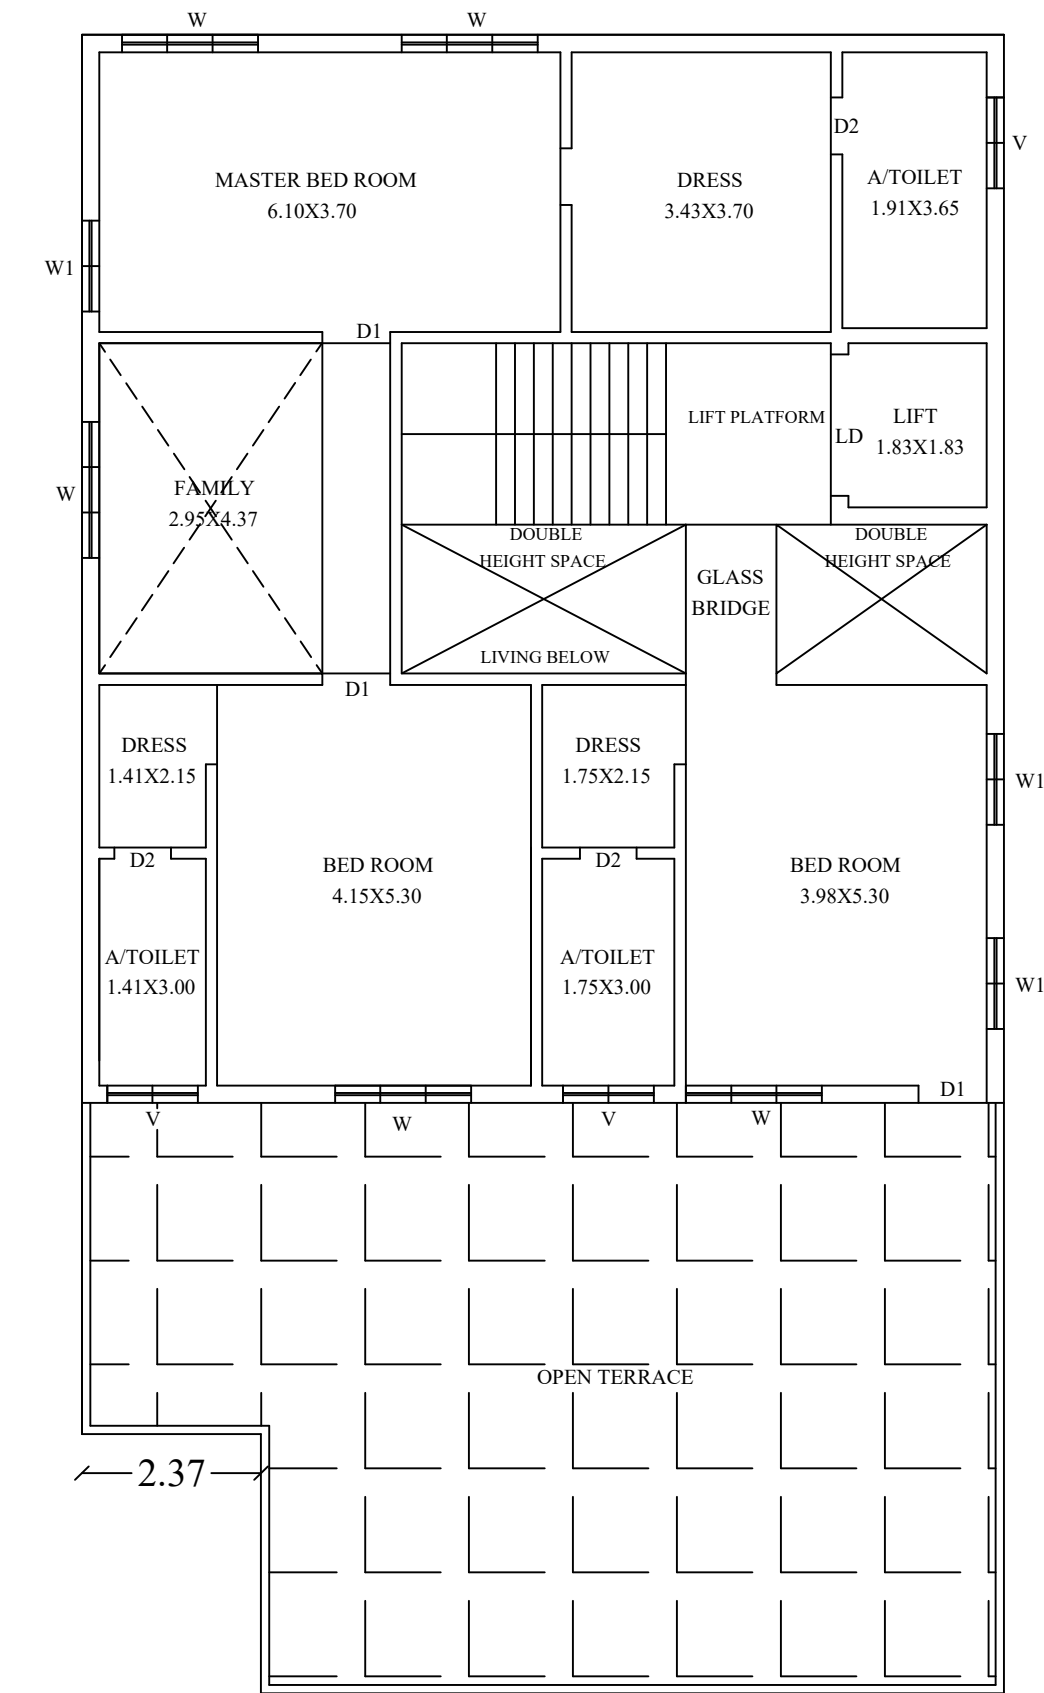 W
W
MASTER BED ROOM
6.10X3.70
DRESS
3.43X3.70
D2
A/TOILET
1.91X3.65
V
W1
D1
FAMILY
2.95X4.37
W
LIFT PLATFORM
LD
LIFT
1.83X1.83
DOUBLE
HEIGHT SPACE
LIVING BELOW
GLASS
BRIDGE
DOUBLE
HEIGHT SPACE
D1
DRESS
1.41X2.15
D2
A/TOILET
1.41X3.00
BED ROOM
4.15X5.30
DRESS
1.75X2.15
D2
A/TOILET
1.75X3.00
BED ROOM
3.98X5.30
W1
W1
D1
V
W
V
W
OPEN TERRACE
2.37